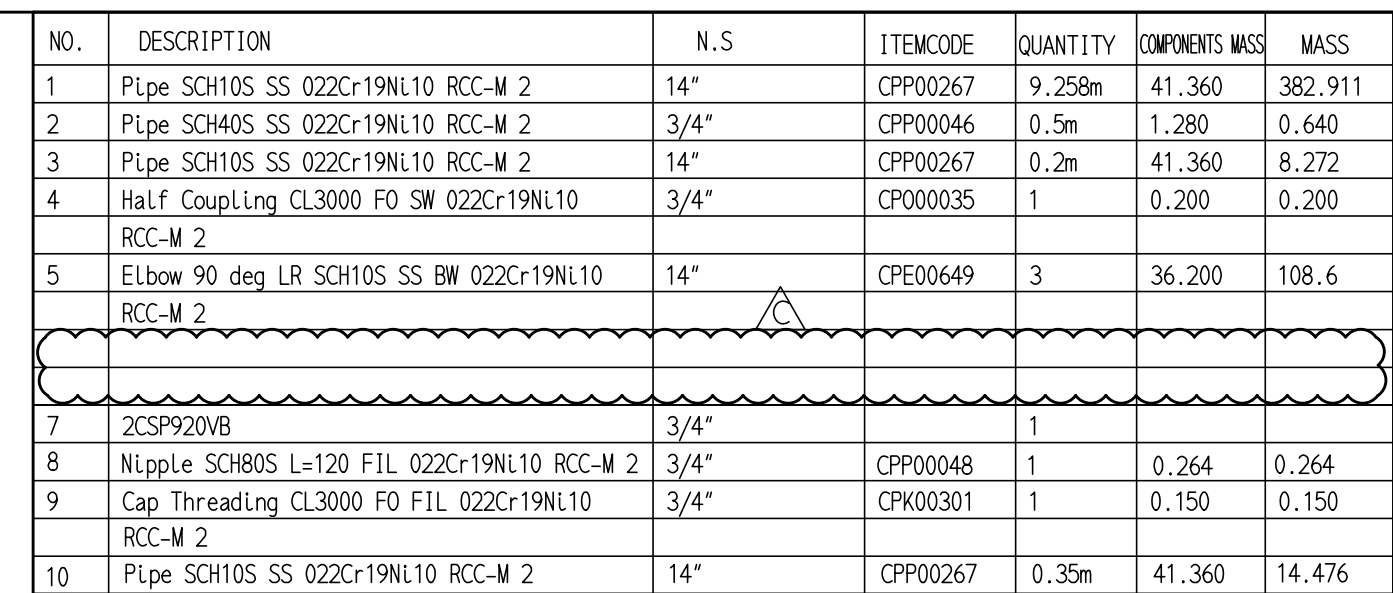 NO. DESCRIPTION N.S ITEMCODE QUANTITY COMPONENTS MASS MASS
1 Pipe SCH10S SS 022Cr19Ni10 RCC-M 2 14" CPP00267 9.258m 41.360 382.911
2 Pipe SCH40S SS 022Cr19Ni10 RCC-M 2 3/4" CPP00046 0.5m 1.280 0.640
3 Pipe SCH10S SS 022Cr19Ni10 RCC-M 2 14" CPP00267 0.2m 41.360 8.272
4 Half Coupling CL3000 FO SW 022Cr19Ni10 3/4" CPO00035 1 0.200 0.200
RCC-M 2
5 Elbow 90 deg LR SCH10S SS BW 022Cr19Ni10 14" CPE00649 3 36.200 108.6
RCC-M 2
C
7 2CSP920VB 3/4" 1
8 Nipple SCH80S L=120 FIL 022Cr19Ni10 RCC-M 2 3/4" CPP00048 1 0.264 0.264
9 Cap Threading CL3000 FO FIL 022Cr19Ni10 3/4" CPK00301 1 0.150 0.150
RCC-M 2
10 Pipe SCH10S SS 022Cr19Ni10 RCC-M 2 14" CPP00267 0.35m 41.360 14.476